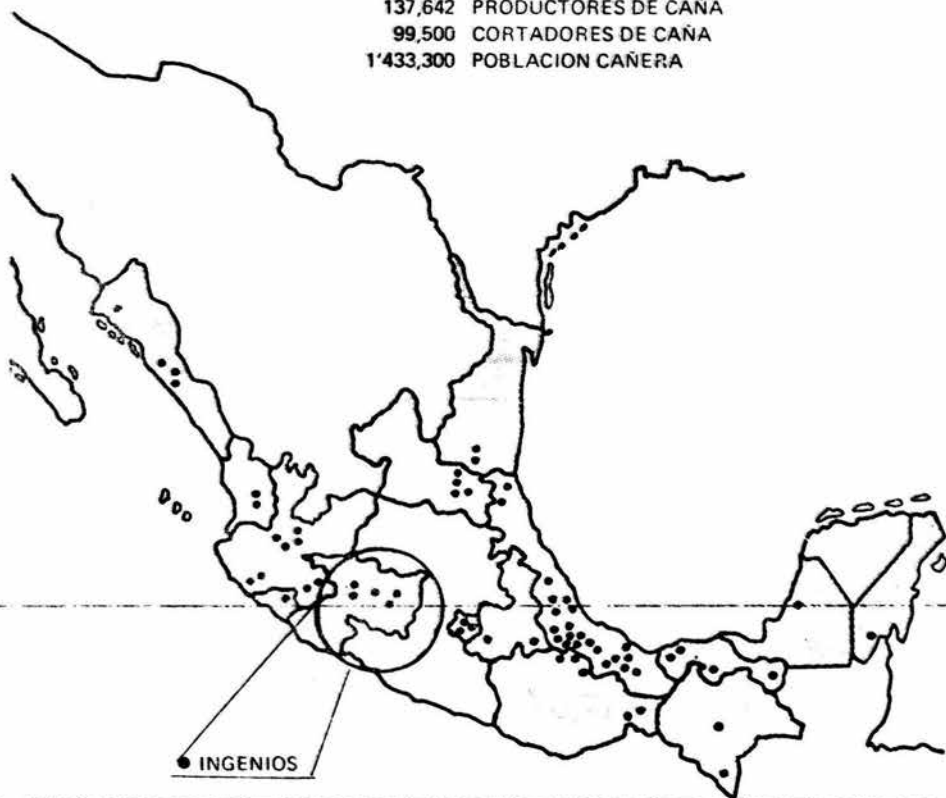 137,642 PRODUCTORES DE CAÑA
99,500 CORTADORES DE CAÑA
1'433,300 POBLACION CAÑERA
INGENIOS